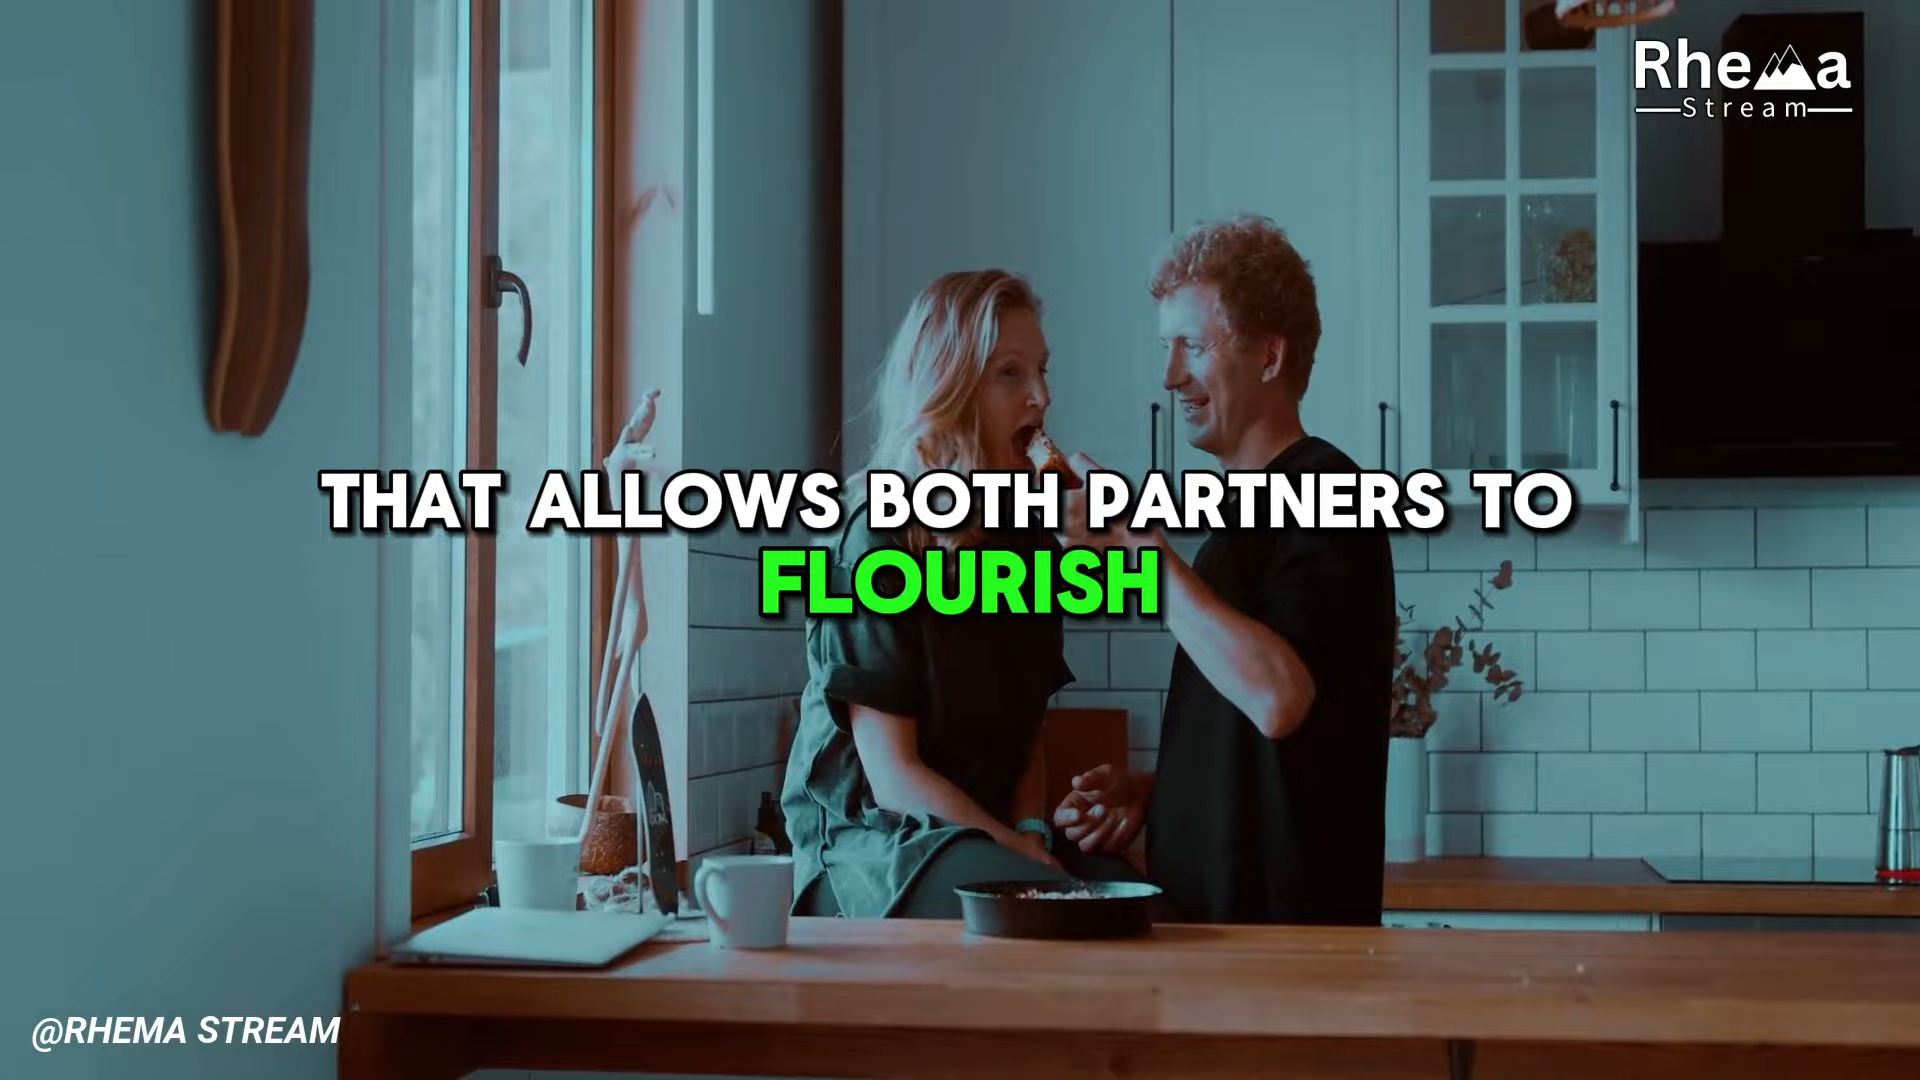 Rhema
Stream
THAT ALLOWS BOTH PARTNERS TO
FLOURISH
@RHEMA STREAM